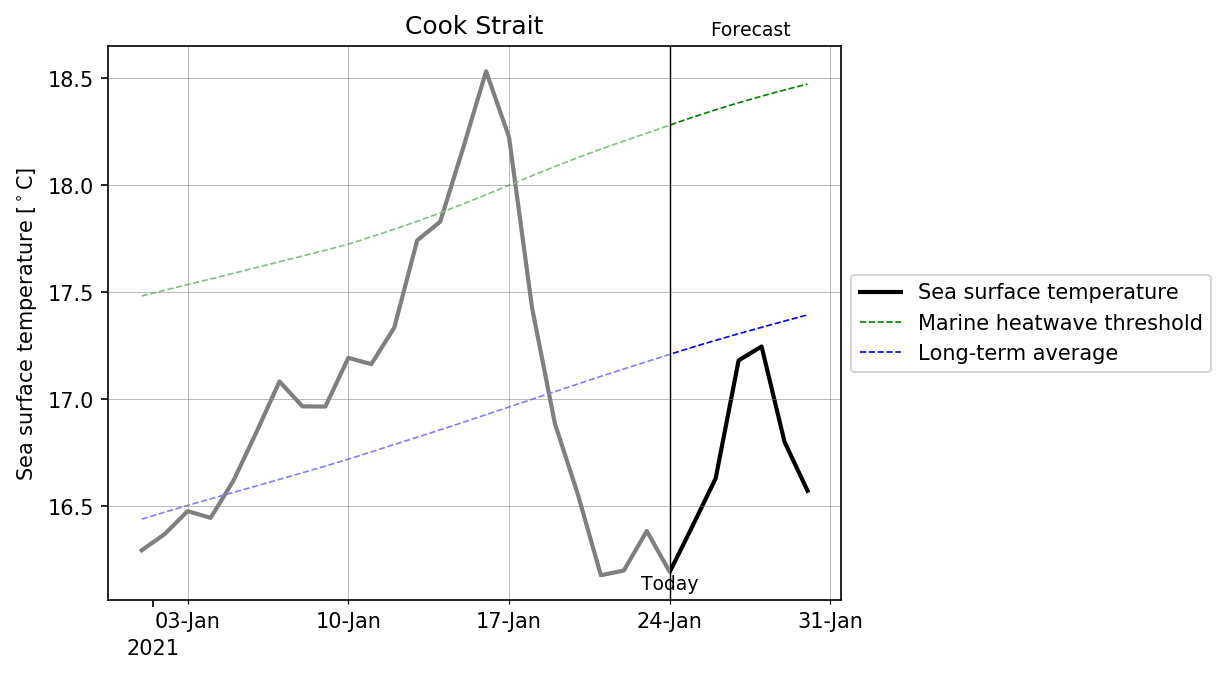 Cook Strait
Forecast
Sea surface temperature [°C]
18.5
18.0
17.5
17.0
16.5
Today
03-Jan
10-Jan
17-Jan
24-Jan
31-Jan
2021
Sea surface temperature
Marine heatwave threshold
Long-term average